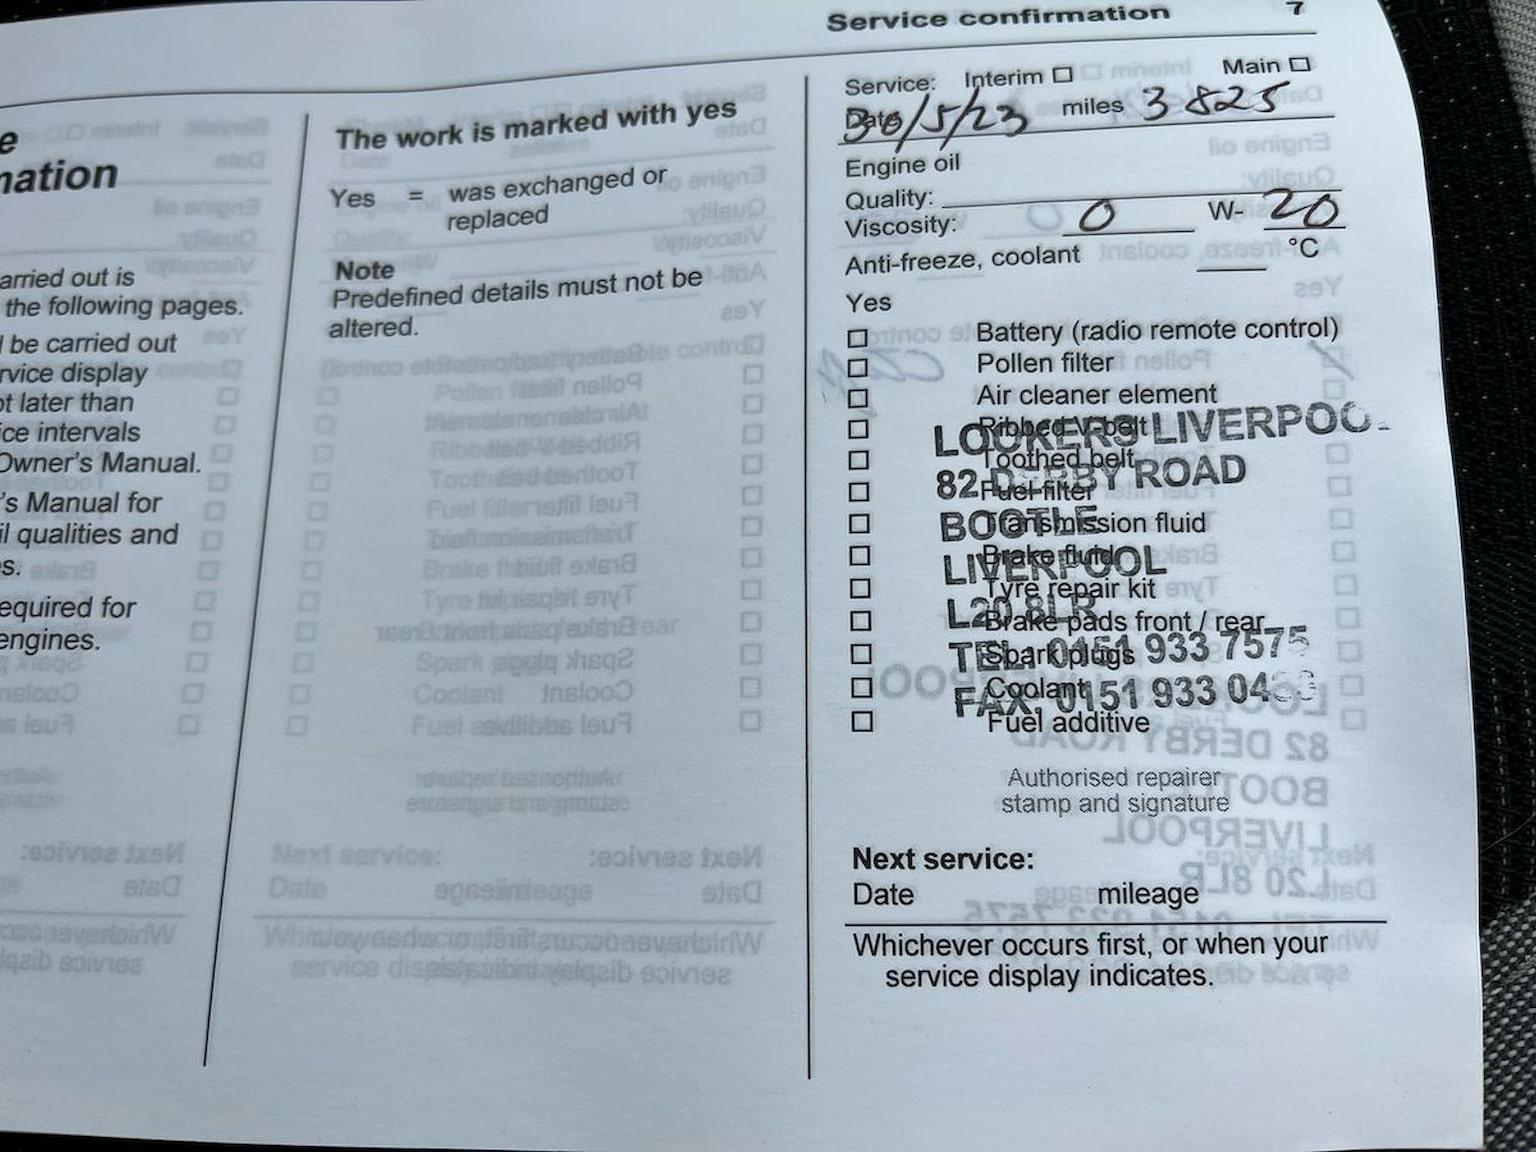 Service confirmation 7
e
mation
arried out is
the following pages.
be carried out
rvice display
ot later than
ice intervals
Owner's Manual.
's Manual for
il qualities and
s.
equired for
engines.
The work is marked with yes
Yes = was exchanged or
replaced
Note
Predefined details must not be
altered.
Service: Interim Main
Date 30/5/23 miles 3825
Engine oil
Quality:
Viscosity: 0 W- 20
Anti-freeze, coolant °C
Yes
Battery (radio remote control)
Pollen filter
Air cleaner element
Ribbed V-belt
LOOKERS LIVERPOOL
Toothed belt
82 DERBY ROAD
Fuel filter
BOOTLE
Transmission fluid
Brake fluid
LIVERPOOL
Tyre repair kit
L20 8LR
Brake pads front / rear
TEL: 0151 933 7575
Spark plugs
Coolant
FAX: 0151 933 04
Fuel additive
Authorised repairer
stamp and signature
Next service:
Date mileage
Whichever occurs first, or when your
service display indicates.